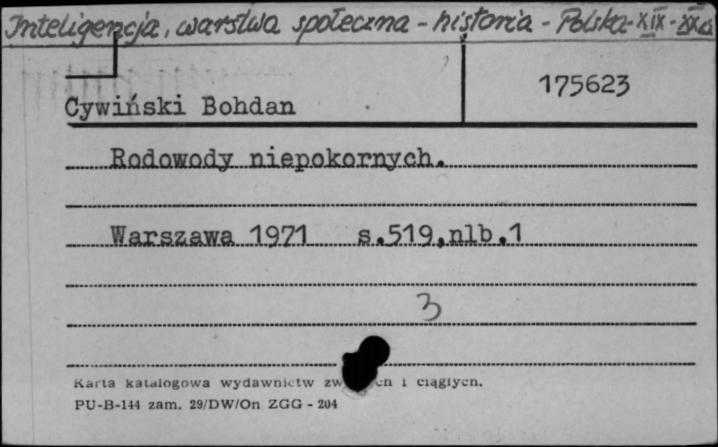 Inteligencja, warstwa społeczna - historia - Polska - XIX - XX w.
175623
Cywiński Bohdan
Rodowody niepokornych.
Warszawa 1971 s.519,nlb.1
3
Karta katalogowa wydawnictw i ciągłych.
PU-B-144 zam. 29/DW/On ZGG - 204